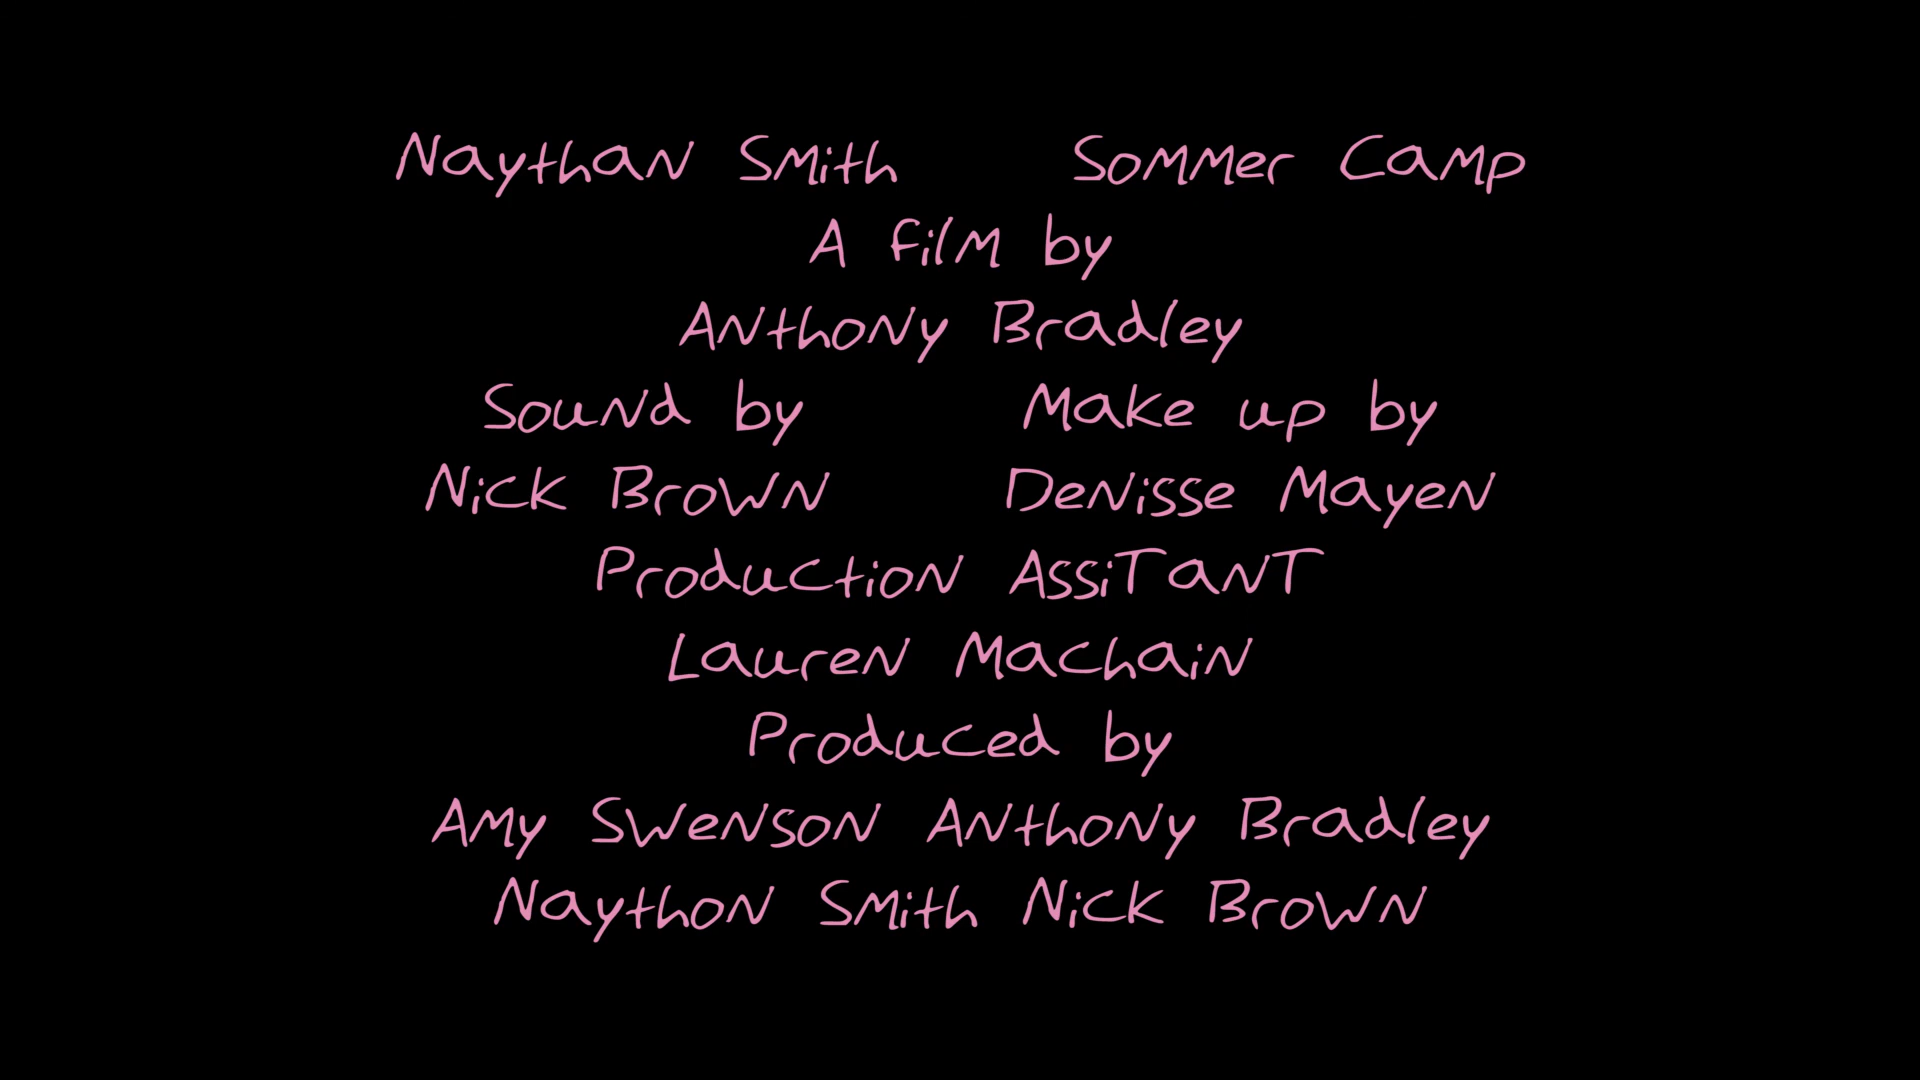 Naythan Smith Sommer Camp
A film by
Anthony Bradley
Sound by Make up by
Nick Brown Denisse Mayen
Production AssiTanT
Lauren Machain
Produced by
Amy Swenson Anthony Bradley
Naython Smith Nick Brown